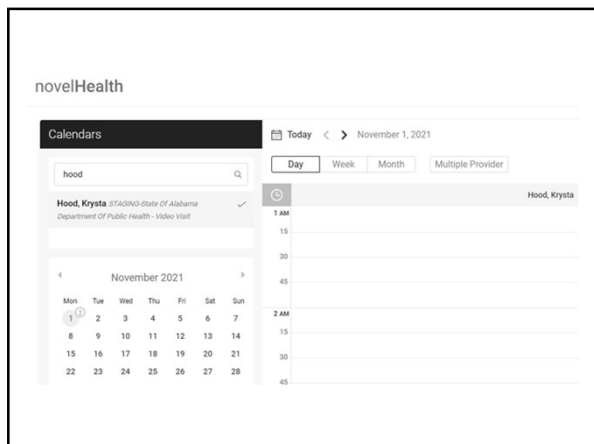 novelHealth
Calendars
hood
Hood, Krysta STAGING-State Of Alabama
Department Of Public Health - Video Visit
November 2021
Mon Tue Wed Thu Fri Sat Sun
1 2 2 3 4 5 6 7
8 9 10 11 12 13 14
15 16 17 18 19 20 21
22 23 24 25 26 27 28
Today < > November 1, 2021
Day Week Month Multiple Provider
Hood, Krysta
1 AM
15
30
45
2 AM
15
30
45